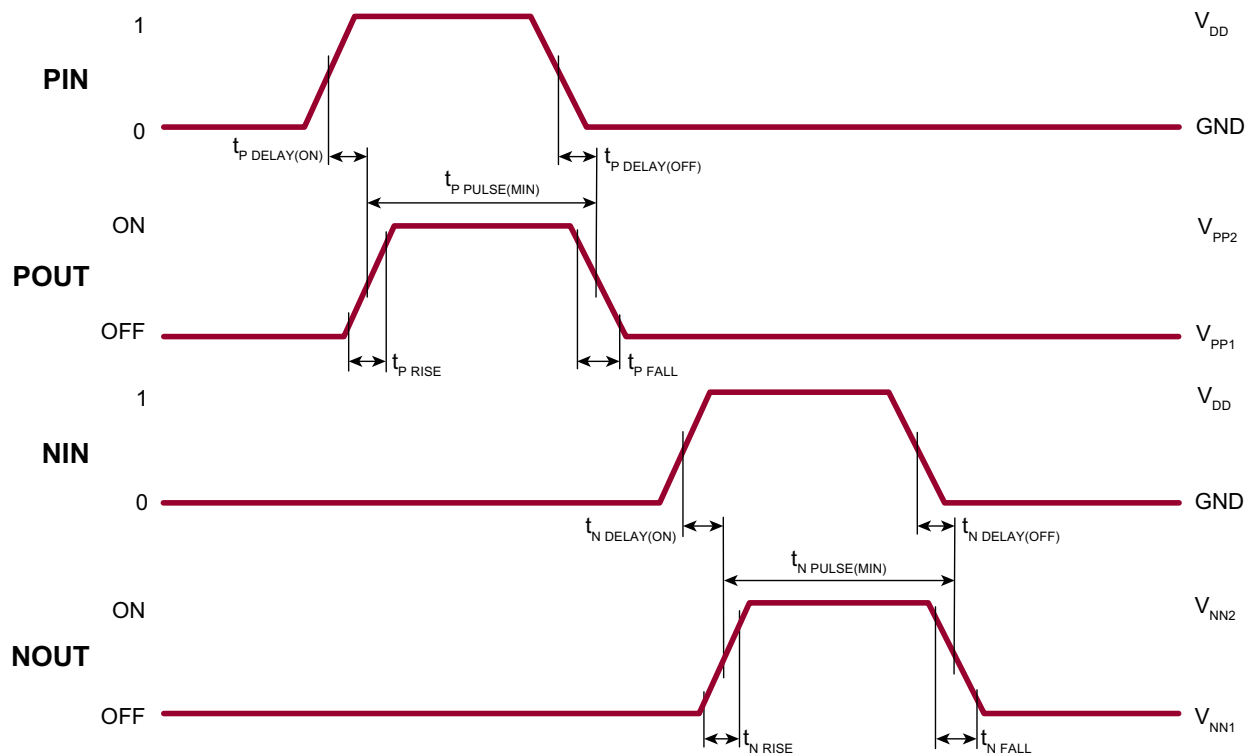 1
V_DD
PIN
0
GND
t_P DELAY(ON)
t_P DELAY(OFF)
t_P PULSE(MIN)
ON
V_PP2
POUT
OFF
V_PP1
t_P RISE
t_P FALL
1
V_DD
NIN
0
GND
t_N DELAY(ON)
t_N DELAY(OFF)
t_N PULSE(MIN)
ON
V_NN2
NOUT
OFF
V_NN1
t_N RISE
t_N FALL